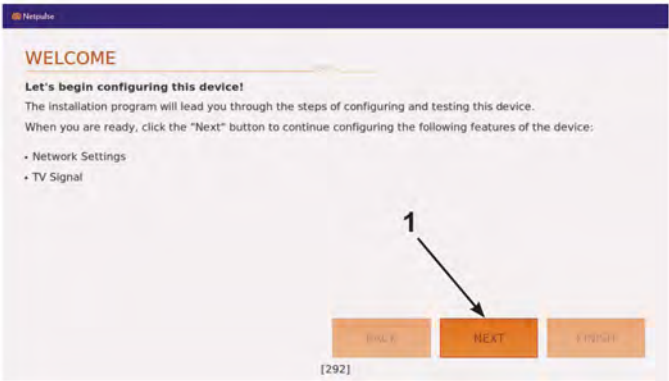 Netpulse
WELCOME
Let's begin configuring this device!
The installation program will lead you through the steps of configuring and testing this device.
When you are ready, click the "Next" button to continue configuring the following features of the device:
• Network Settings
• TV Signal
1
BACK NEXT FINISH
[292]